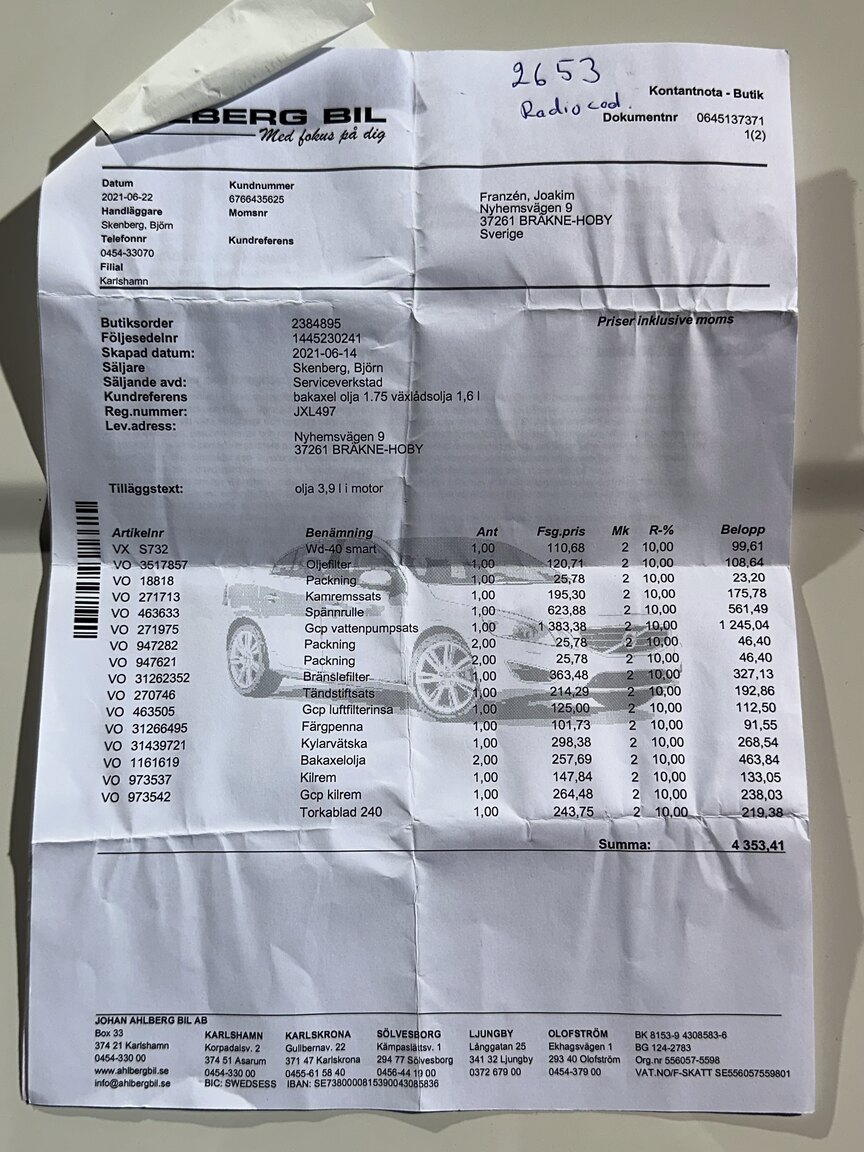 2653
Radiocod.
Kontantnota - Butik
LBERG BIL
Med fokus på dig
Dokumentnr 0645137371
1(2)
Datum Kundnummer
2021-06-22 6766435625
Handläggare Momsnr
Skenberg, Björn
Telefonnr Kundreferens
0454-33070
Filial
Karlshamn
Franzén, Joakim
Nyhemsvägen 9
37261 BRÄKNE-HOBY
Sverige
Priser inklusive moms
Butiksorder 2384895
Följesedelnr 1445230241
Skapad datum: 2021-06-14
Säljare Skenberg, Björn
Säljande avd: Serviceverkstad
Kundreferens bakaxel olja 1.75 växlådsolja 1,6 l
Reg.nummer: JXL497
Lev.adress:
Nyhemsvägen 9
37261 BRÄKNE-HOBY
Tilläggstext: olja 3,9 l i motor
Artikelnr Benämning Ant Fsg.pris Mk R-% Belopp
VX S732 Wd-40 smart 1,00 110,68 2 10,00 99,61
VO 3517857 Oljefilter 1,00 120,71 2 10,00 108,64
VO 18818 Packning 1,00 25,78 2 10,00 23,20
VO 271713 Kamremssats 1,00 195,30 2 10,00 175,78
VO 463633 Spännrulle 1,00 623,88 2 10,00 561,49
VO 271975 Gcp vattenpumpsats 1,00 1 383,38 2 10,00 1 245,04
VO 947282 Packning 2,00 25,78 2 10,00 46,40
VO 947621 Packning 2,00 25,78 2 10,00 46,40
VO 31262352 Bränslefilter 1,00 363,48 2 10,00 327,13
VO 270746 Tändstiftsats 1,00 214,29 2 10,00 192,86
VO 463505 Gcp luftfilterinsa 1,00 125,00 2 10,00 112,50
VO 31266495 Färgpenna 1,00 101,73 2 10,00 91,55
VO 31439721 Kylarvätska 1,00 298,38 2 10,00 268,54
VO 1161619 Bakaxelolja 2,00 257,69 2 10,00 463,84
VO 973537 Kilrem 1,00 147,84 2 10,00 133,05
VO 973542 Gcp kilrem 1,00 264,48 2 10,00 238,03
Torkablad 240 1,00 243,75 2 10,00 219,38
Summa: 4 353,41
JOHAN AHLBERG BIL AB
Box 33 KARLSHAMN KARLSKRONA SÖLVESBORG LJUNGBY OLOFSTRÖM BK 8153-9 4308583-6
374 21 Karlshamn Korpadalsv. 2 Gullbernav. 22 Kämpaslättsv. 1 Långgatan 25 Ekhagsvägen 1 BG 124-2783
0454-330 00 374 51 Asarum 371 47 Karlskrona 294 77 Sölvesborg 341 32 Ljungby 293 40 Olofström Org.nr 556057-5598
www.ahlbergbil.se 0454-330 00 0455-61 58 40 0456-44 19 00 0372 679 00 0454-379 00 VAT.NO/F-SKATT SE556057559801
info@ahlbergbil.se BIC: SWEDSESS IBAN: SE7380000815390043085836